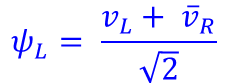 ψ_L = (v_L + v̄_R) / √2